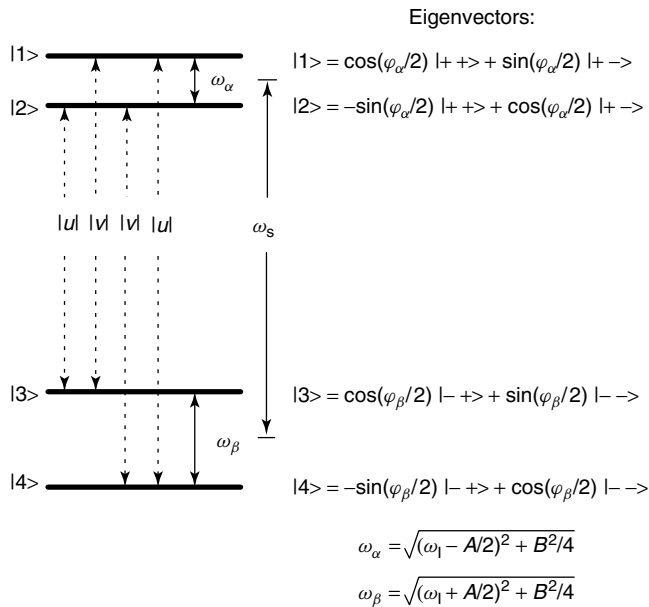 Eigenvectors:
|1> = cos(φα/2) |+ +> + sin(φα/2) |+ −>
|1>
ωα
|2> = −sin(φα/2) |+ +> + cos(φα/2) |+ −>
|2>
|u| |v| |v| |u|
ωs
|3> = cos(φβ/2) |− +> + sin(φβ/2) |− −>
|3>
ωβ
|4> = −sin(φβ/2) |− +> + cos(φβ/2) |− −>
|4>
ωα = √(ωI − A/2)² + B²/4
ωβ = √(ωI + A/2)² + B²/4